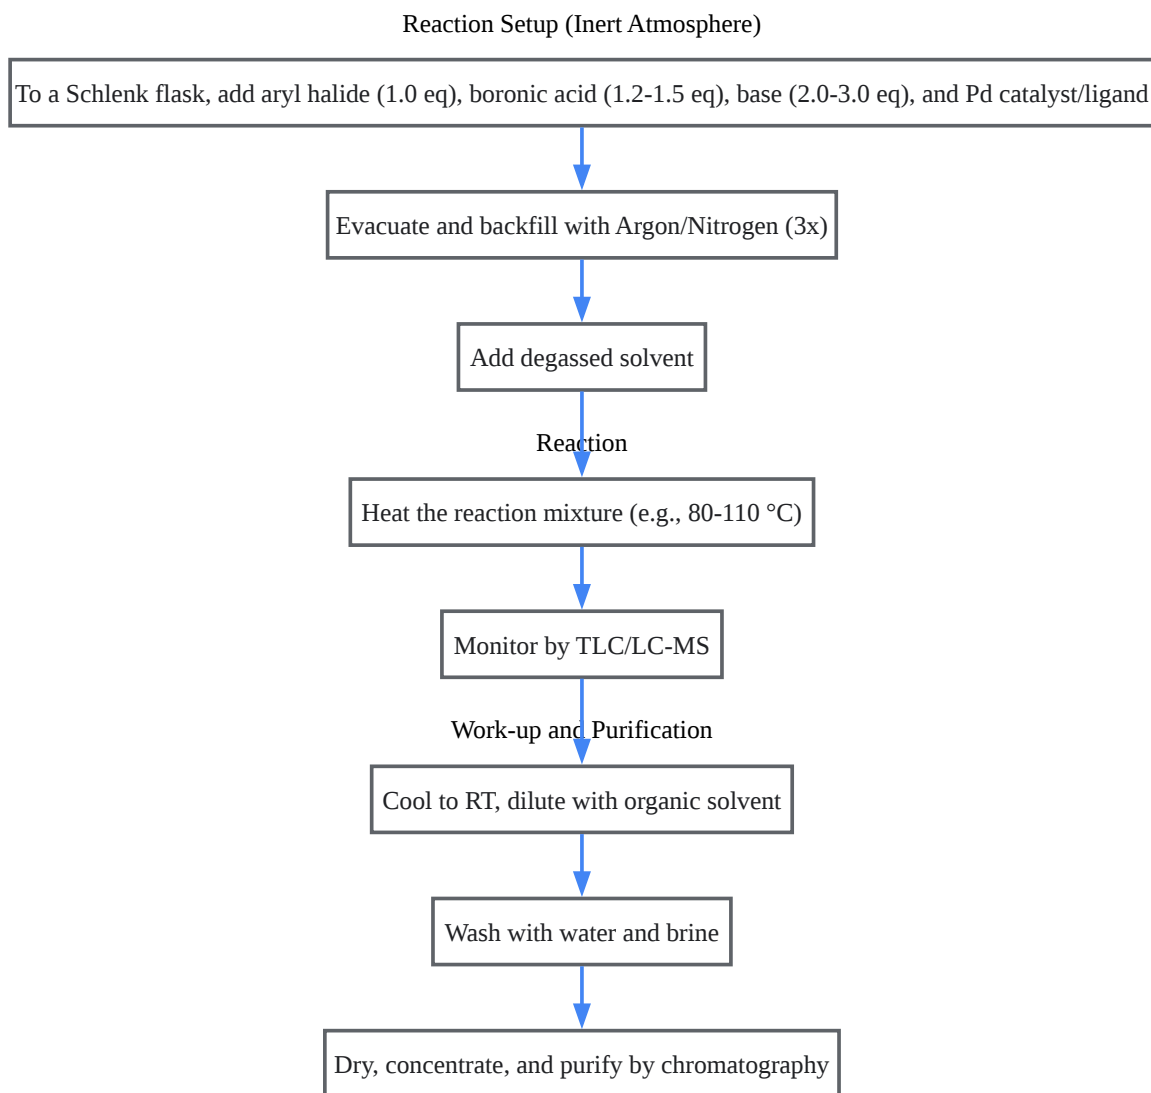 Reaction Setup (Inert Atmosphere)
To a Schlenk flask, add aryl halide (1.0 eq), boronic acid (1.2-1.5 eq), base (2.0-3.0 eq), and Pd catalyst/ligand
Evacuate and backfill with Argon/Nitrogen (3x)
Add degassed solvent
Reaction
Heat the reaction mixture (e.g., 80-110 °C)
Monitor by TLC/LC-MS
Work-up and Purification
Cool to RT, dilute with organic solvent
Wash with water and brine
Dry, concentrate, and purify by chromatography